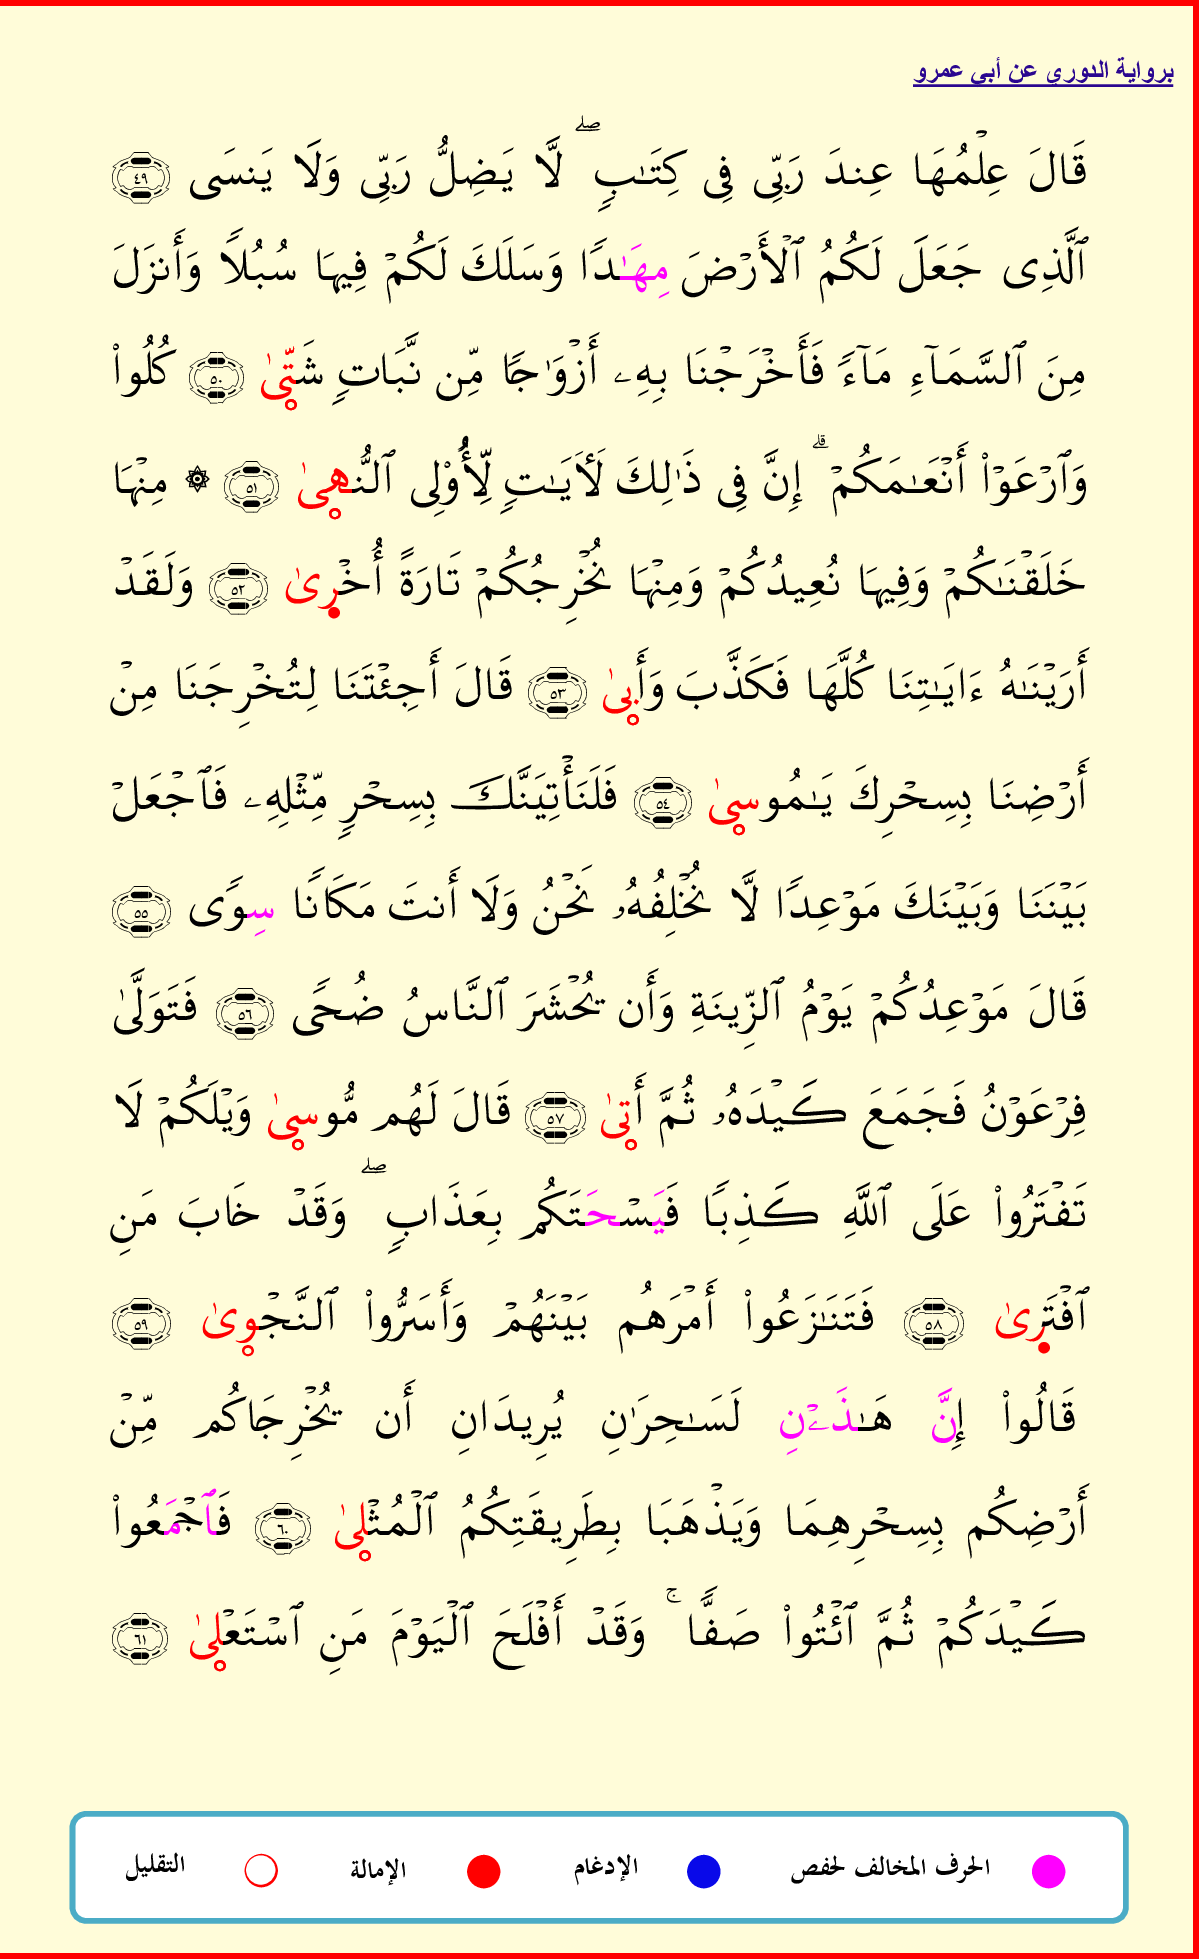 برواية الدوري عن أبي عمرو
قَالَ عِلْمُهَا عِندَ رَبِّى فِى كِتَٰبٍۖ لَّا يَضِلُّ رَبِّى وَلَا يَنسَى ٤٩
ٱلَّذِى جَعَلَ لَكُمُ ٱلْأَرْضَ مِهَٰدًا وَسَلَكَ لَكُمْ فِيهَا سُبُلًا وَأَنزَلَ
مِنَ ٱلسَّمَآءِ مَآءً فَأَخْرَجْنَا بِهِۦ أَزْوَٰجًا مِّن نَّبَاتٍ شَتِّىٰ ٥٠ كُلُوا۟
وَٱرْعَوْا۟ أَنْعَٰمَكُمْۗ إِنَّ فِى ذَٰلِكَ لَأٓيَٰتٍ لِّأُو۟لِى ٱلنُّهِىٰ ٥١ ۞ مِنْهَا
خَلَقْنَٰكُمْ وَفِيهَا نُعِيدُكُمْ وَمِنْهَا نُخْرِجُكُمْ تَارَةً أُخْرِىٰ ٥٢ وَلَقَدْ
أَرَيْنَٰهُ ءَايَٰتِنَا كُلَّهَا فَكَذَّبَ وَأَبِىٰ ٥٣ قَالَ أَجِئْتَنَا لِتُخْرِجَنَا مِنْ
أَرْضِنَا بِسِحْرِكَ يَٰمُوسِىٰ ٥٤ فَلَنَأْتِيَنَّكَ بِسِحْرٍ مِّثْلِهِۦ فَٱجْعَلْ
بَيْنَنَا وَبَيْنَكَ مَوْعِدًا لَّا نُخْلِفُهُۥ نَحْنُ وَلَا أَنتَ مَكَانًا سِوًى ٥٥
قَالَ مَوْعِدُكُمْ يَوْمُ ٱلزِّينَةِ وَأَن يُحْشَرَ ٱلنَّاسُ ضُحًى ٥٦ فَتَوَلَّىٰ
فِرْعَوْنُ فَجَمَعَ كَيْدَهُۥ ثُمَّ أَتِىٰ ٥٧ قَالَ لَهُم مُّوسِىٰ وَيْلَكُمْ لَا
تَفْتَرُوا۟ عَلَى ٱللَّهِ كَذِبًا فَيَسْحَتَكُم بِعَذَابٍۖ وَقَدْ خَابَ مَنِ
ٱفْتَرِىٰ ٥٨ فَتَنَٰزَعُوا۟ أَمْرَهُم بَيْنَهُمْ وَأَسَرُّوا۟ ٱلنَّجْوِىٰ ٥٩
قَالُوا۟ إِنَّ هَٰذَيْنِ لَسَٰحِرَٰنِ يُرِيدَانِ أَن يُخْرِجَاكُم مِّنْ
أَرْضِكُم بِسِحْرِهِمَا وَيَذْهَبَا بِطَرِيقَتِكُمُ ٱلْمُثْلِىٰ ٦٠ فَٱجْمَعُوا۟
كَيْدَكُمْ ثُمَّ ٱئْتُوا۟ صَفًّاۚ وَقَدْ أَفْلَحَ ٱلْيَوْمَ مَنِ ٱسْتَعْلِىٰ ٦١
الحرف المخالف لحفص الإدغام الإمالة التقليل